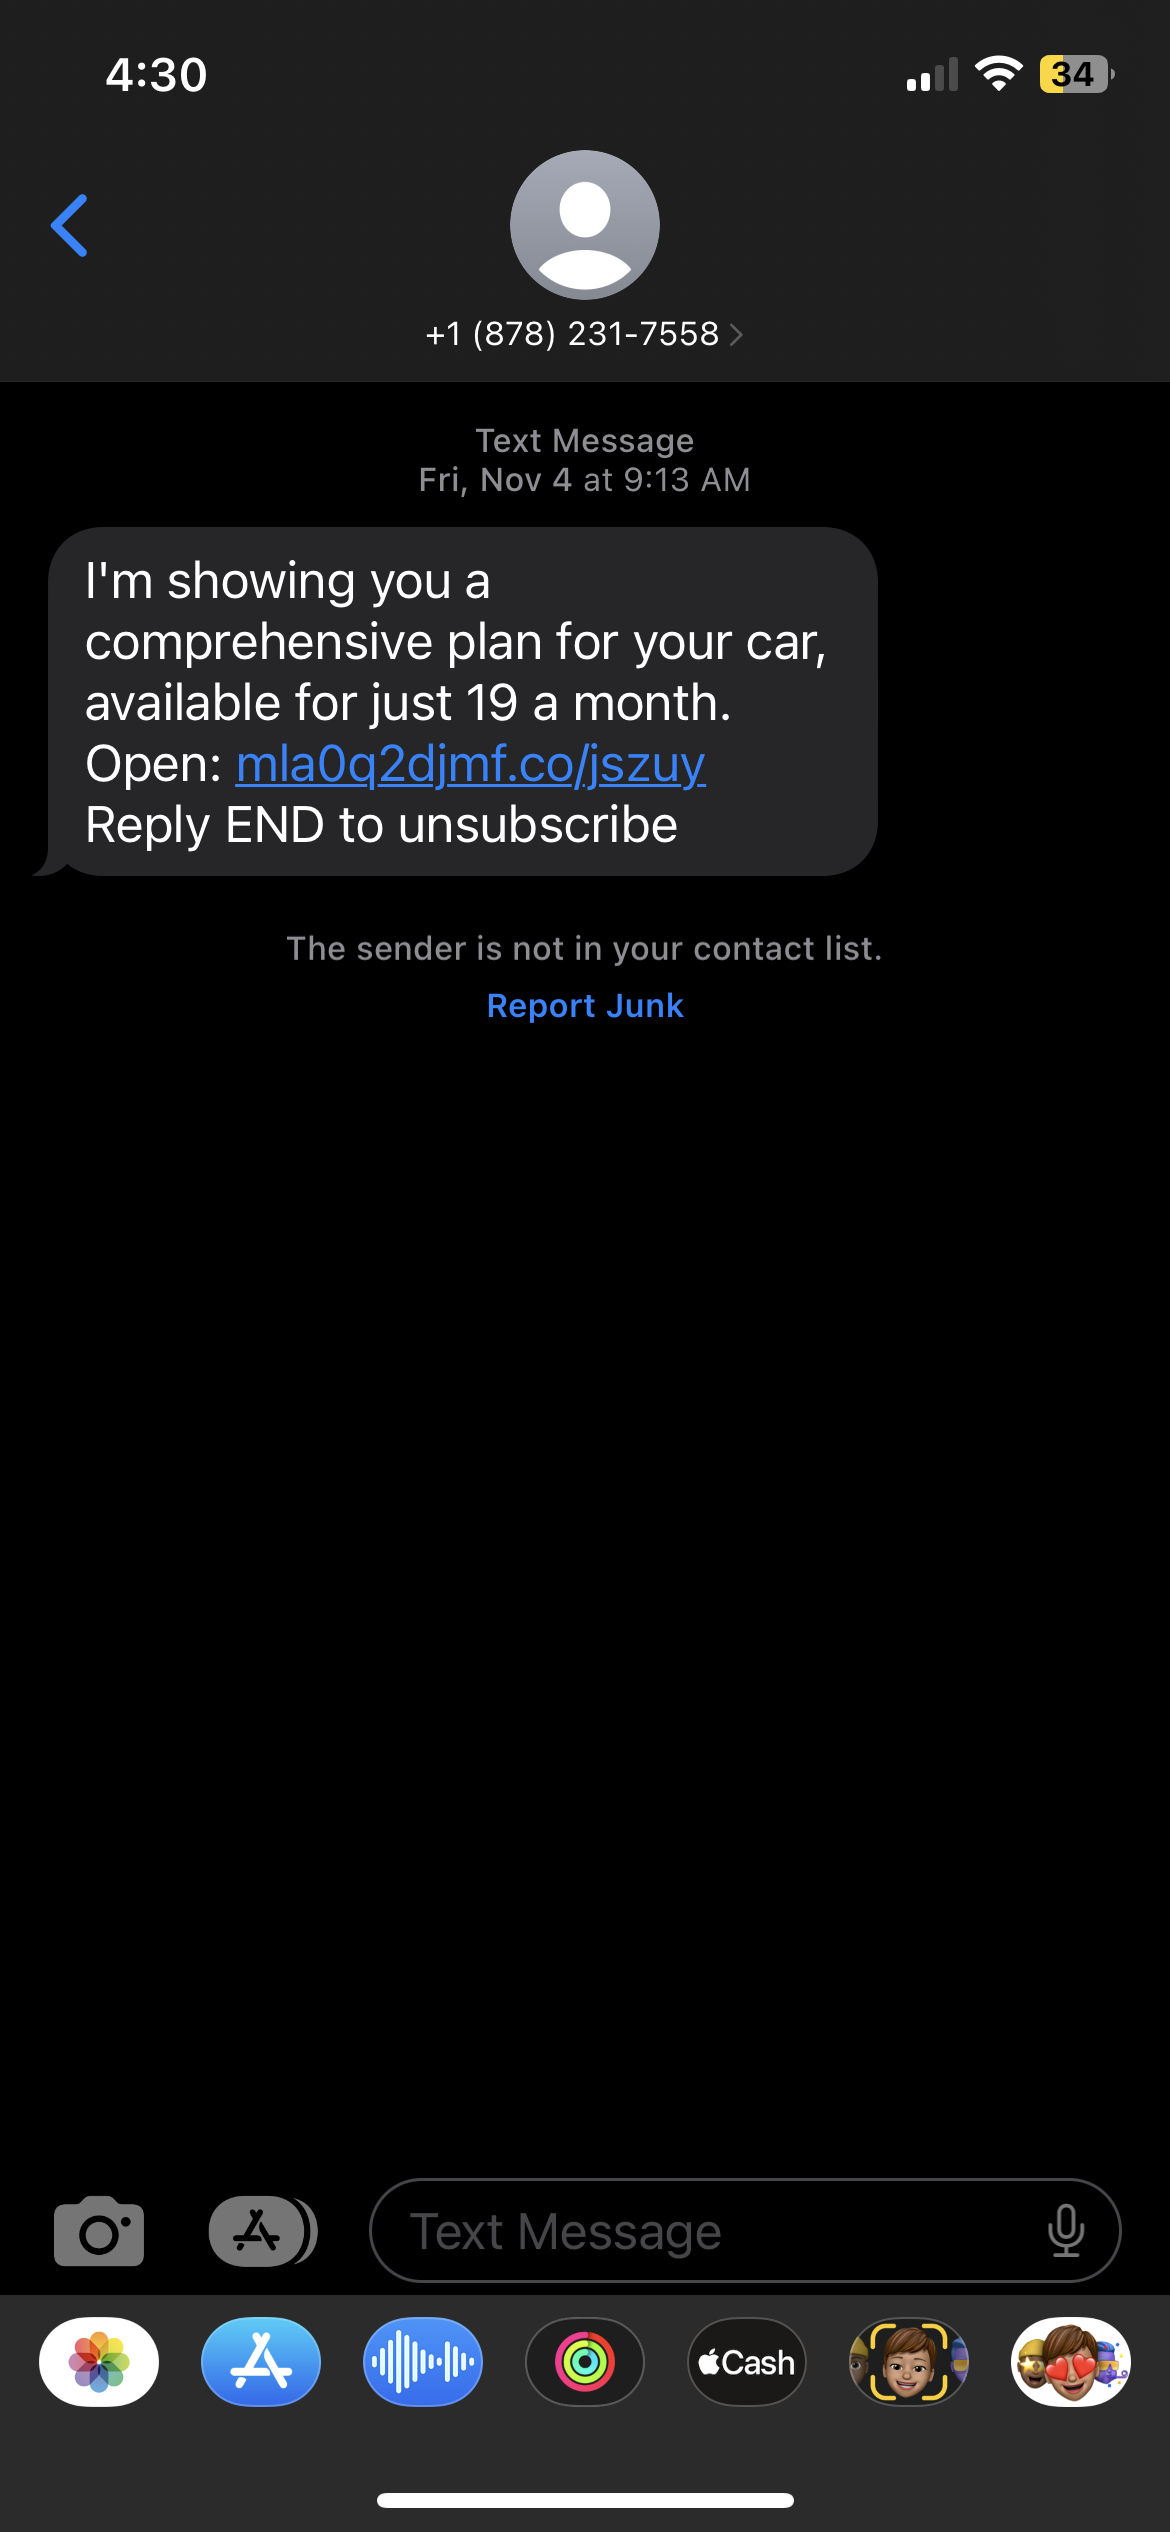 4:30
34
+1 (878) 231-7558
Text Message
Fri, Nov 4 at 9:13 AM
I'm showing you a
comprehensive plan for your car,
available for just 19 a month.
Open: mla0q2djmf.co/jszuy
Reply END to unsubscribe
The sender is not in your contact list.
Report Junk
Text Message
Cash